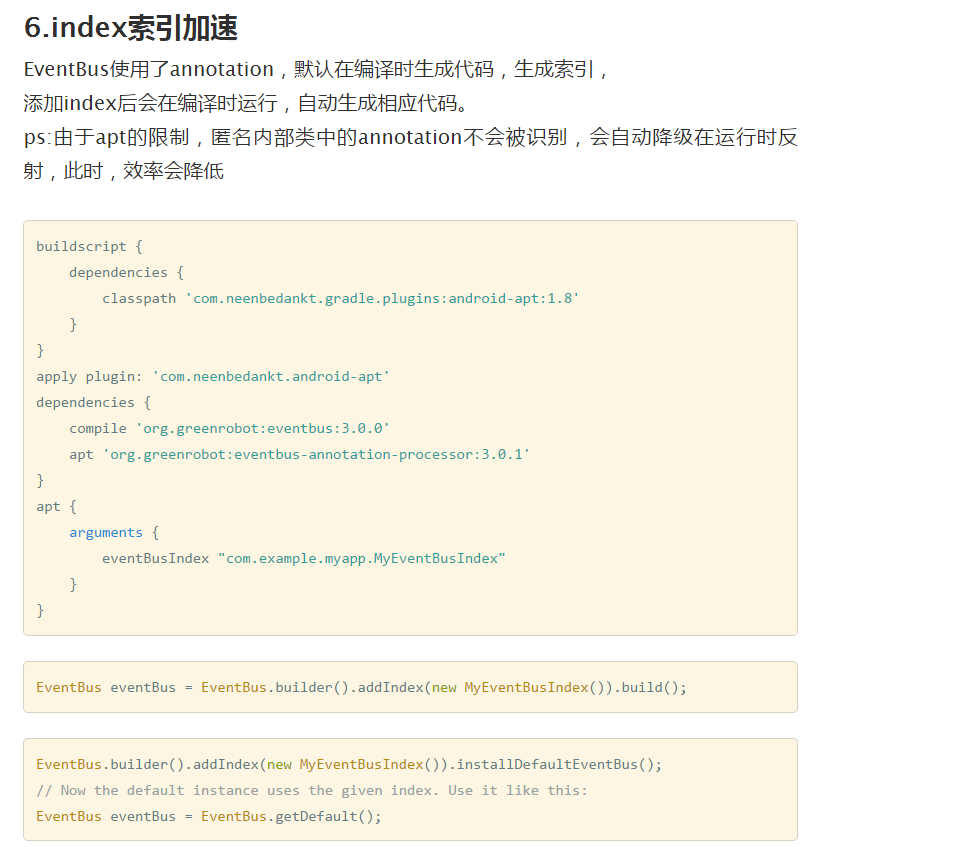 6.index索引加速
EventBus使用了annotation，默认在编译时生成代码，生成索引，
添加index后会在编译时运行，自动生成相应代码。
ps:由于apt的限制，匿名内部类中的annotation不会被识别，会自动降级在运行时反
射，此时，效率会降低
buildscript {
    dependencies {
        classpath 'com.neenbedankt.gradle.plugins:android-apt:1.8'
    }
}
apply plugin: 'com.neenbedankt.android-apt'
dependencies {
    compile 'org.greenrobot:eventbus:3.0.0'
    apt 'org.greenrobot:eventbus-annotation-processor:3.0.1'
}
apt {
    arguments {
        eventBusIndex "com.example.myapp.MyEventBusIndex"
    }
}
EventBus eventBus = EventBus.builder().addIndex(new MyEventBusIndex()).build();
EventBus.builder().addIndex(new MyEventBusIndex()).installDefaultEventBus();
// Now the default instance uses the given index. Use it like this:
EventBus eventBus = EventBus.getDefault();